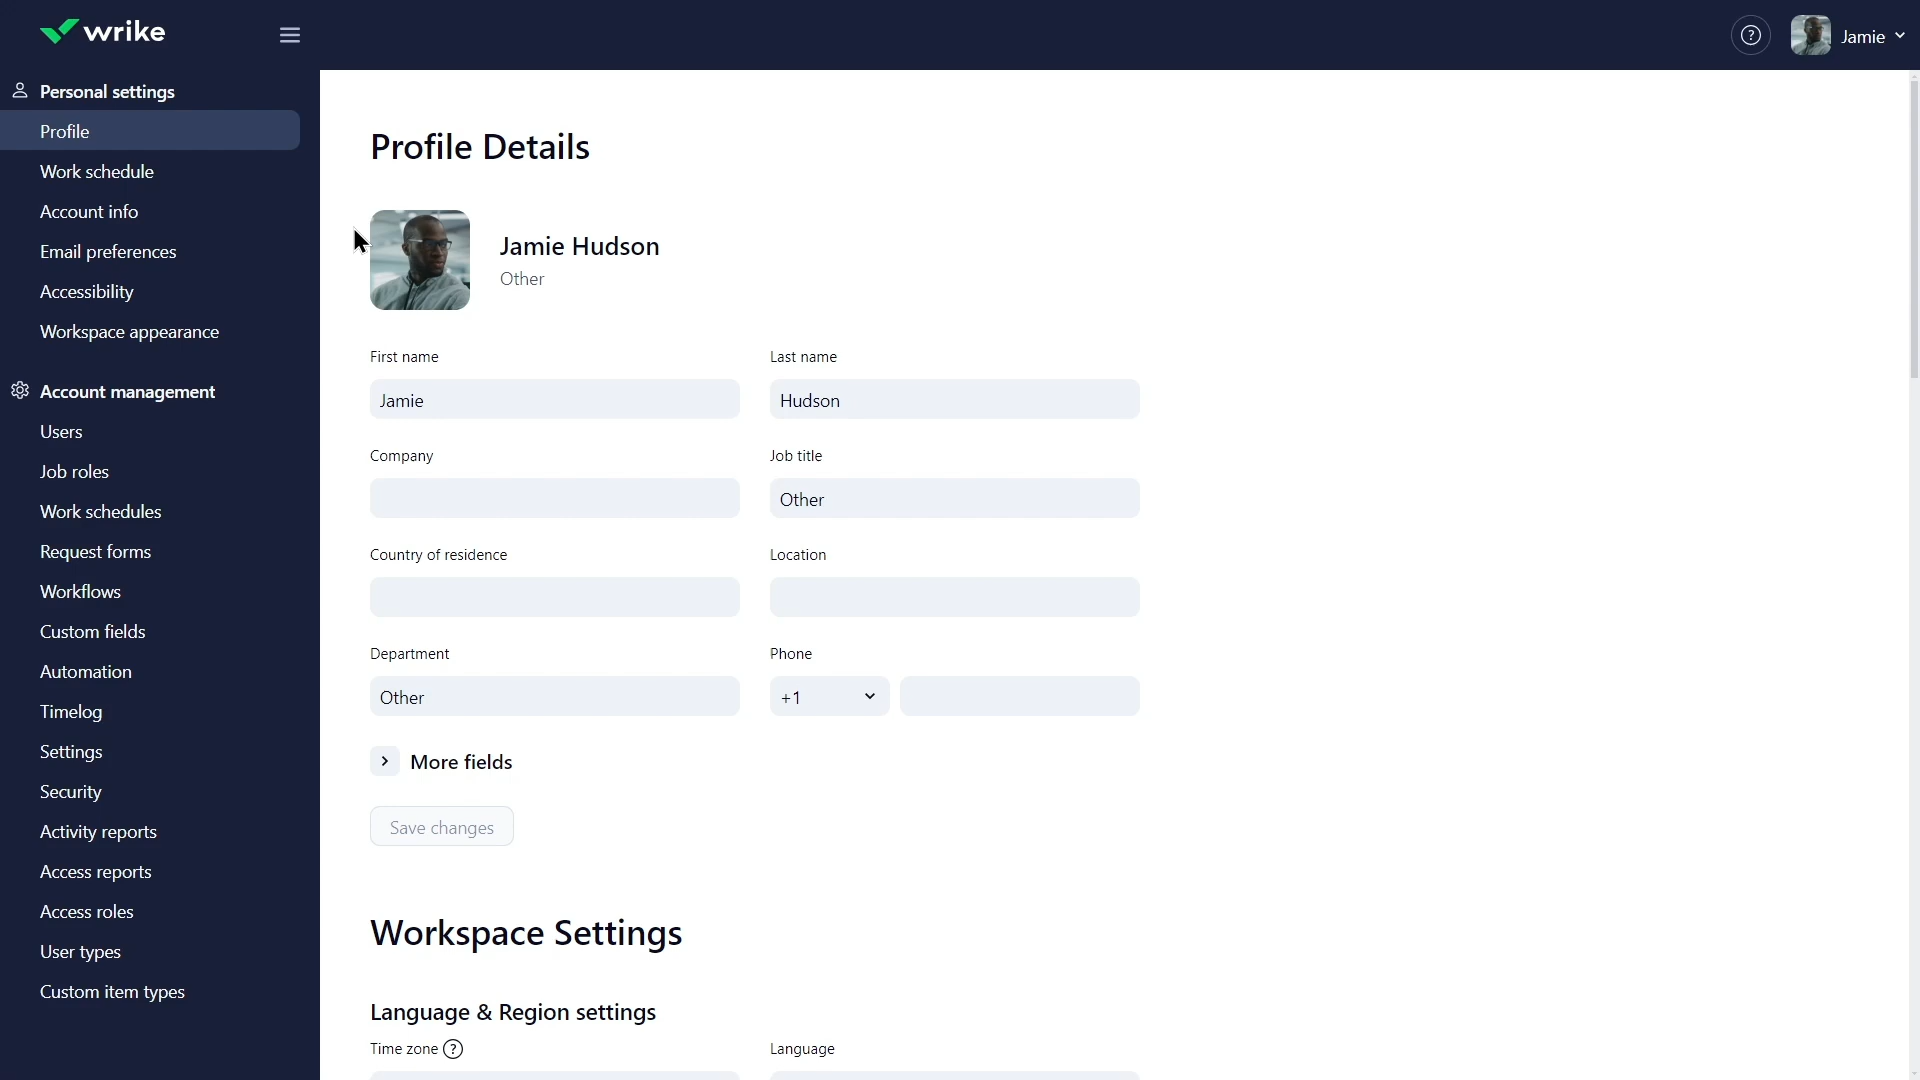 wrike
Jamie
Personal settings
Profile
Work schedule
Account info
Email preferences
Accessibility
Workspace appearance
Account management
Users
Job roles
Work schedules
Request forms
Workflows
Custom fields
Automation
Timelog
Settings
Security
Activity reports
Access reports
Access roles
User types
Custom item types
Profile Details
Jamie Hudson
Other
First name
Last name
Jamie
Hudson
Company
Job title
Other
Country of residence
Location
Department
Phone
Other
+1
More fields
Save changes
Workspace Settings
Language & Region settings
Time zone ?
Language